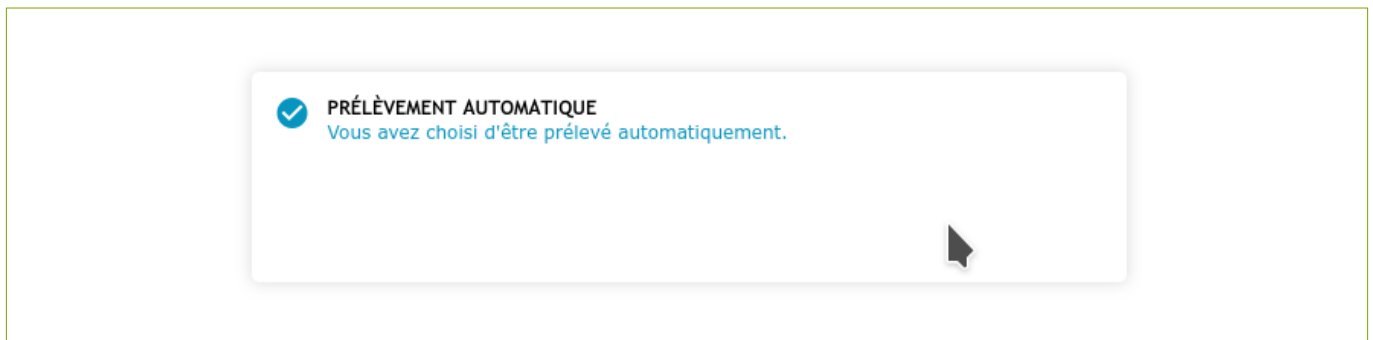 PRÉLÈVEMENT AUTOMATIQUE
Vous avez choisi d'être prélevé automatiquement.